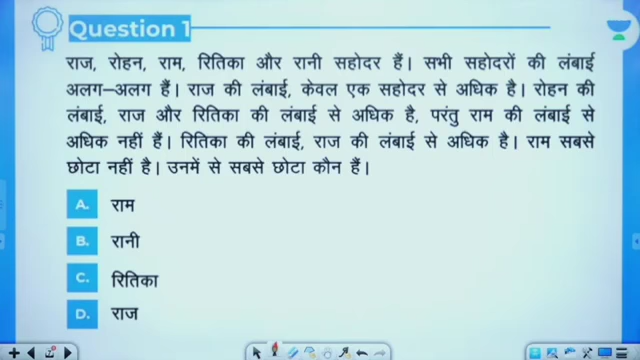 Question 1
राज, रोहन, राम, रितिका और रानी सहोदर हैं। सभी सहोदरों की लंबाई
अलग–अलग हैं। राज की लंबाई, केवल एक सहोदर से अधिक है। रोहन की
लंबाई, राज और रितिका की लंबाई से अधिक है, परंतु राम की लंबाई से
अधिक नहीं हैं। रितिका की लंबाई, राज की लंबाई से अधिक है। राम सबसे
छोटा नहीं है। उनमें से सबसे छोटा कौन हैं।
A. राम
B. रानी
C. रितिका
D. राज